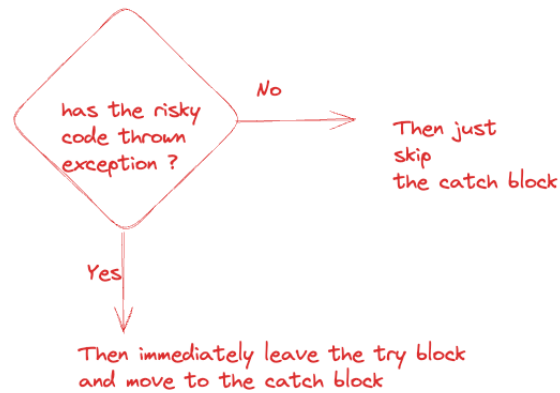 has the risky
code thrown
exception ?
No
Then just
skip
the catch block
Yes
Then immediately leave the try block
and move to the catch block